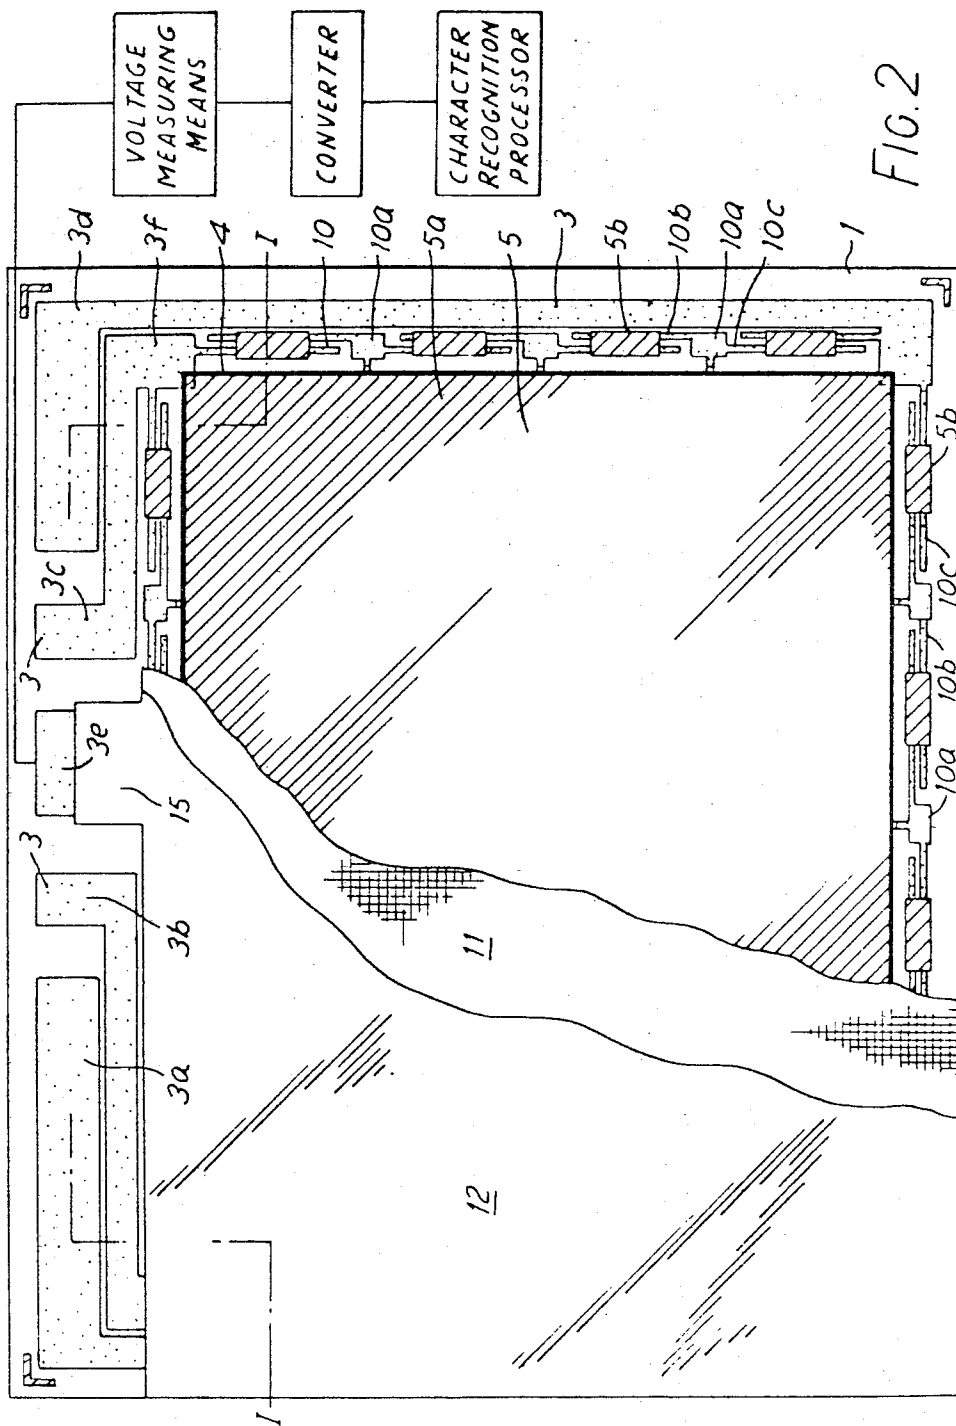 VOLTAGE
MEASURING
MEANS
CONVERTER
CHARACTER
RECOGNITION
PROCESSOR
FIG.2
3d
3f
4
I
10
10a
5a
5
3
5b
10b
10a
10c
1
3c
3
3e
15
3
3b
3a
11
12
5b
10c
10b
10a
I